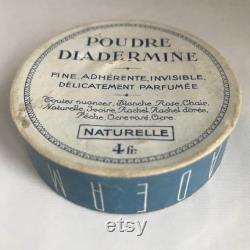 POUDRE
DIADERMINE
FINE, ADHÉRENTE, INVISIBLE,
DÉLICATEMENT PARFUMÉE
Toutes nuances, Blanche, Rose, Chair,
Naturelle, Ivoire, Rachel, Rachel dorée,
Pêche, Ocre rosé, Ocre.
NATURELLE
4 fr.
ADERM
etsy